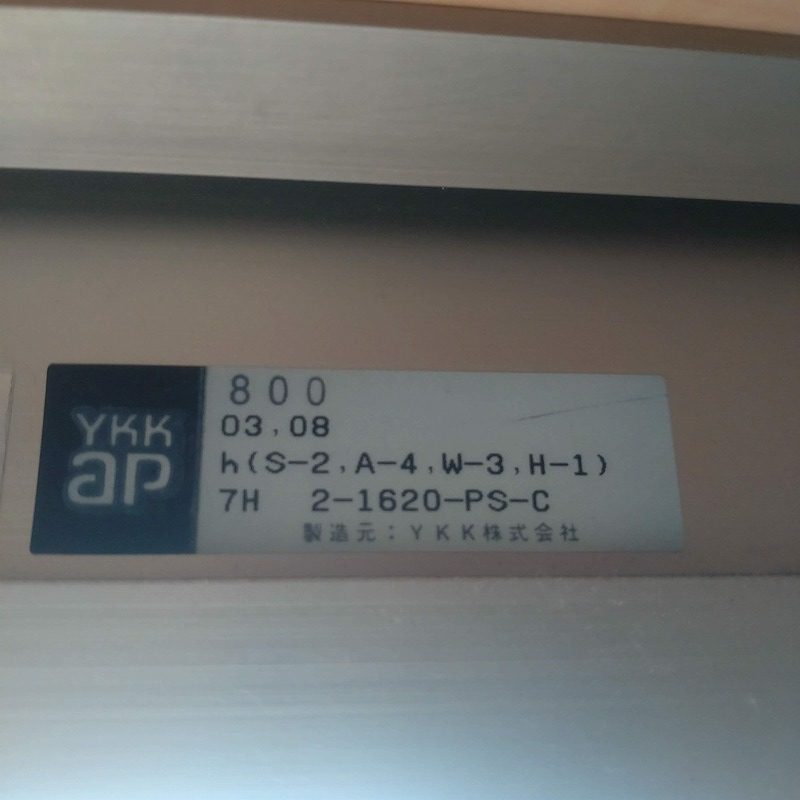 YKK
ap
800
03.08
h(S-2,A-4,W-3,H-1)
7H 2-1620-PS-C
製造元：YKK株式会社